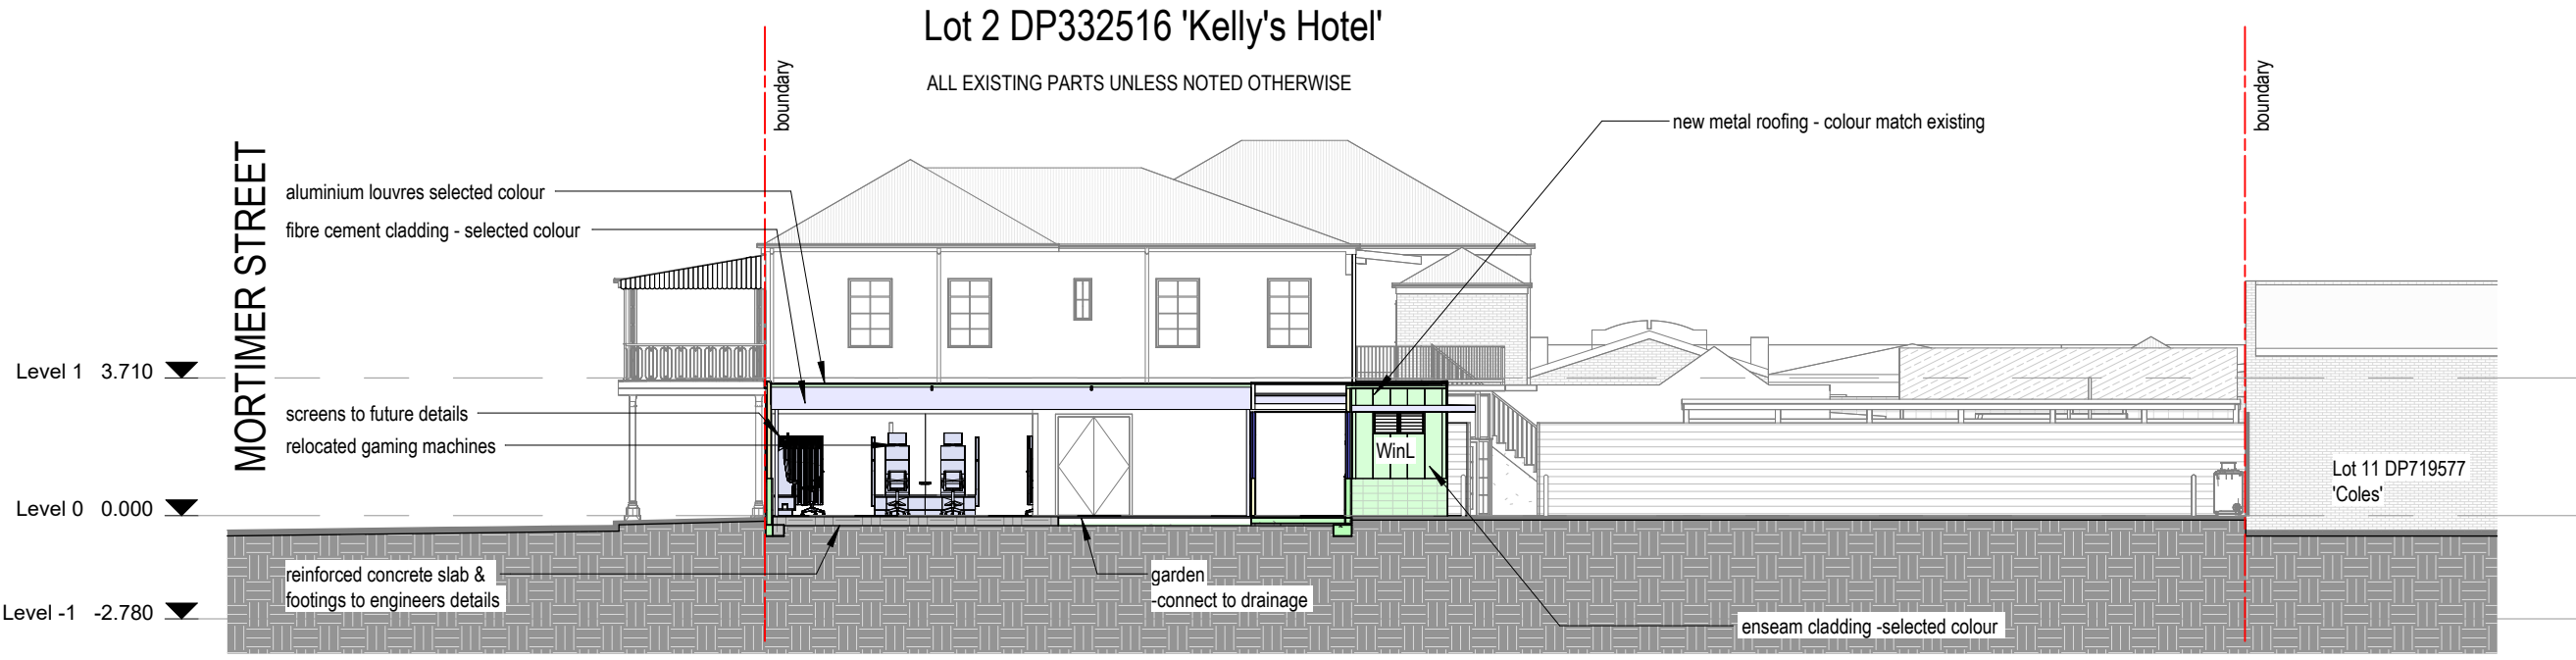 Lot 2 DP332516 'Kelly's Hotel'
ALL EXISTING PARTS UNLESS NOTED OTHERWISE
boundary
boundary
new metal roofing - colour match existing
MORTIMER STREET
aluminium louvres selected colour
fibre cement cladding - selected colour
Level 1 3.710
screens to future details
relocated gaming machines
WinL
Lot 11 DP719577
'Coles'
Level 0 0.000
reinforced concrete slab &
footings to engineers details
garden
-connect to drainage
Level -1 -2.780
enseam cladding -selected colour